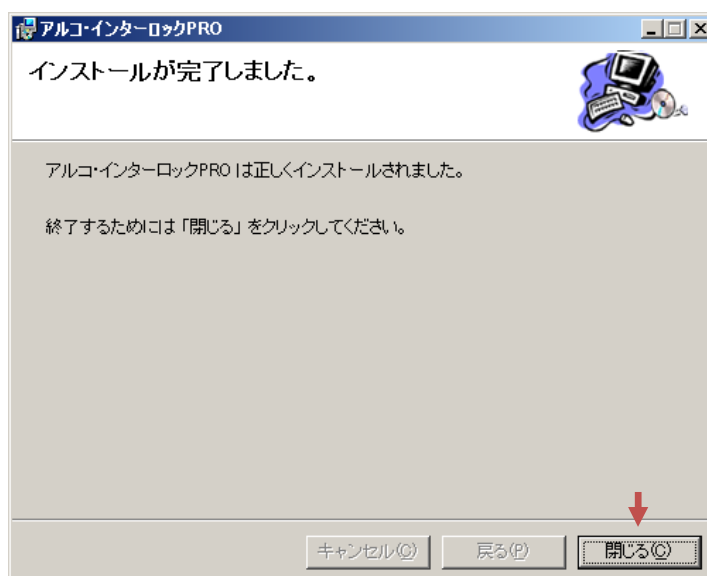 アルコ・インターロックPRO
インストールが完了しました。
アルコ・インターロックPRO は正しくインストールされました。
終了するためには 「閉じる」 をクリックしてください。
キャンセル(C)
戻る(P)
閉じる(C)